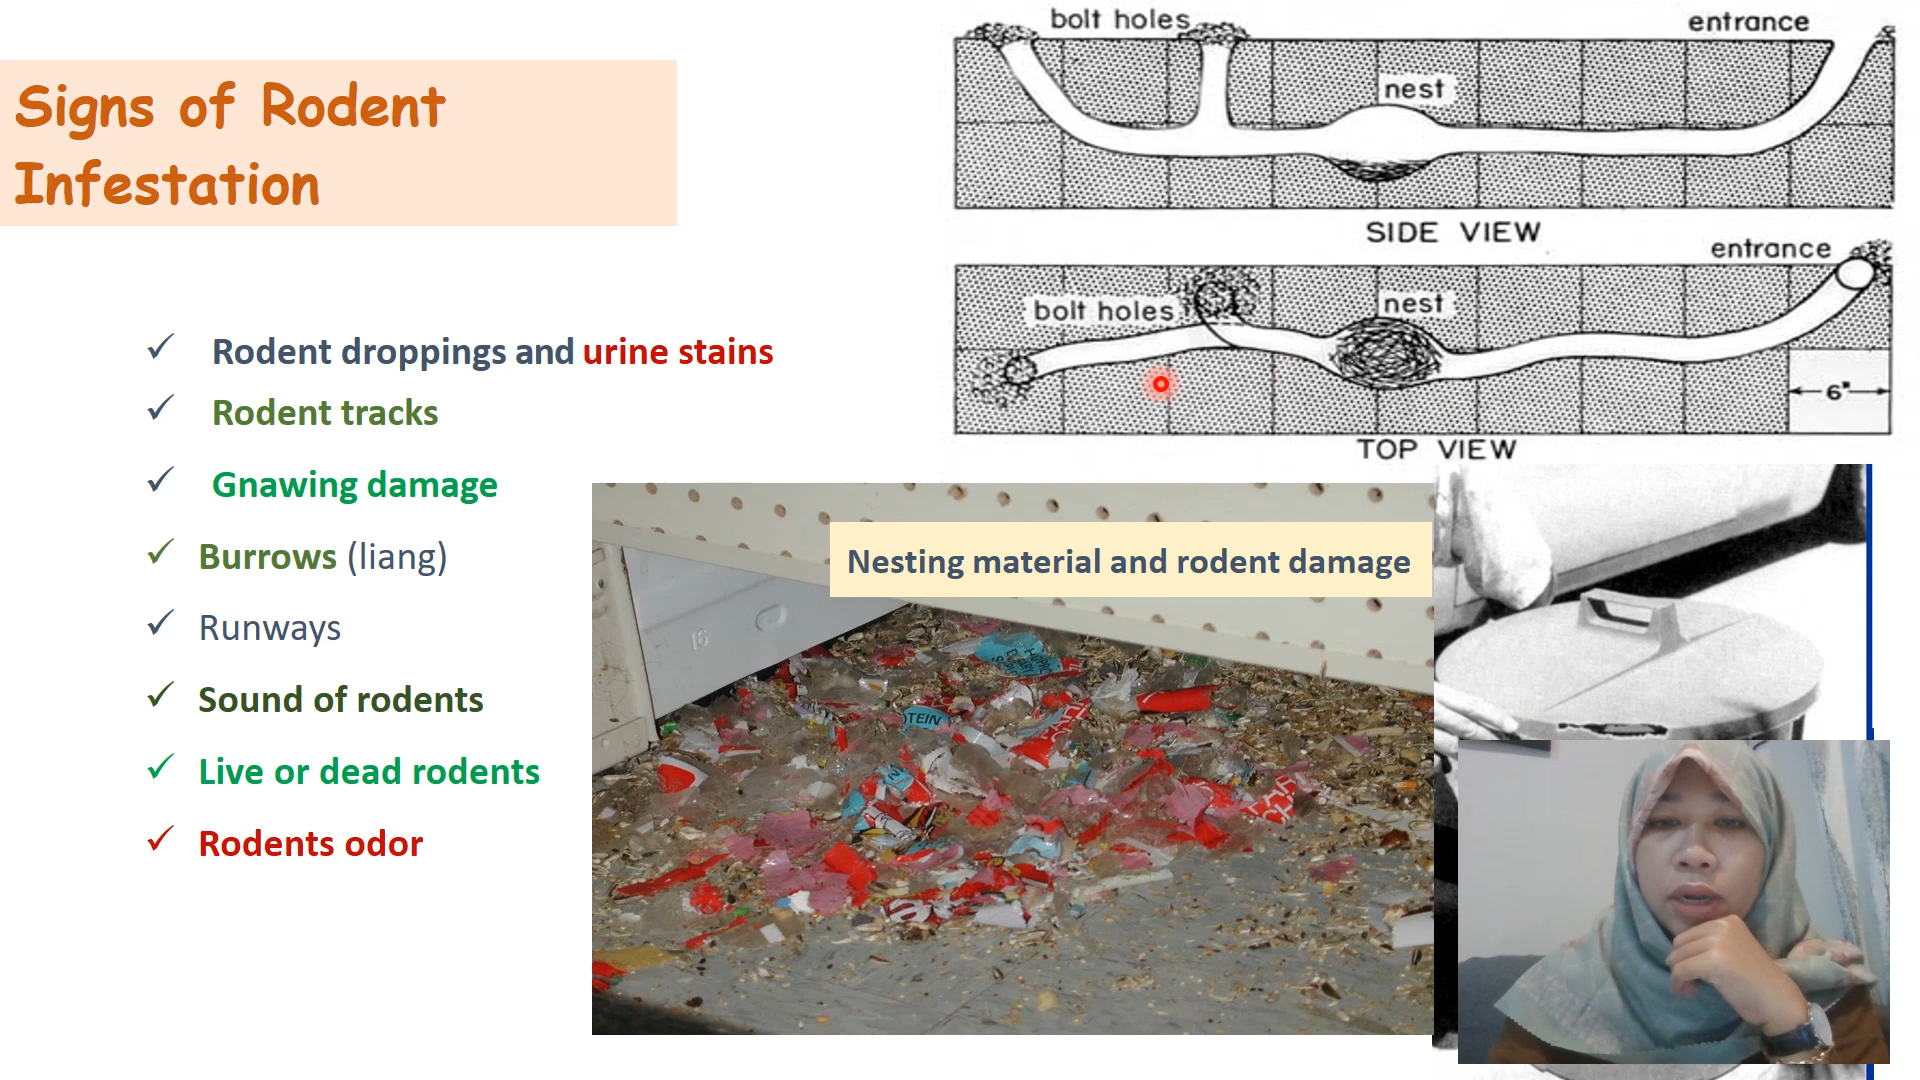 Signs of Rodent
Infestation
✓ Rodent droppings and urine stains
✓ Rodent tracks
✓ Gnawing damage
✓ Burrows (liang)
✓ Runways
✓ Sound of rodents
✓ Live or dead rodents
✓ Rodents odor
bolt holes
entrance
nest
SIDE VIEW
entrance
bolt holes
nest
6"
TOP VIEW
Nesting material and rodent damage
16
TEIN